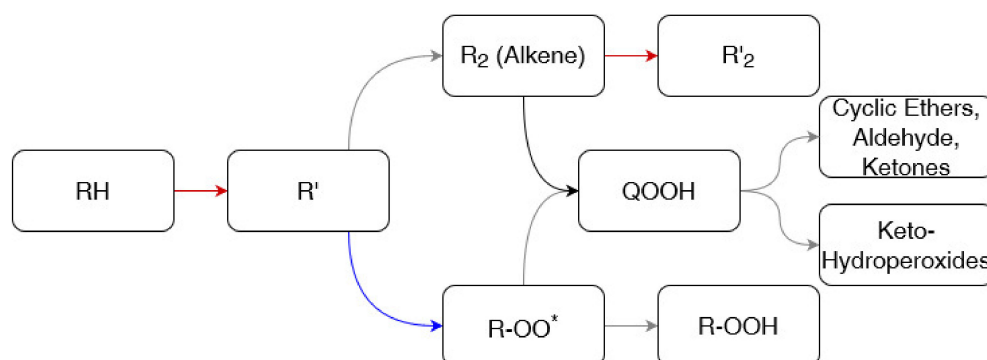 R₂ (Alkene)
R'₂
Cyclic Ethers,
Aldehyde,
Ketones
RH
R'
QOOH
Keto-
Hydroperoxides
R-OO*
R-OOH